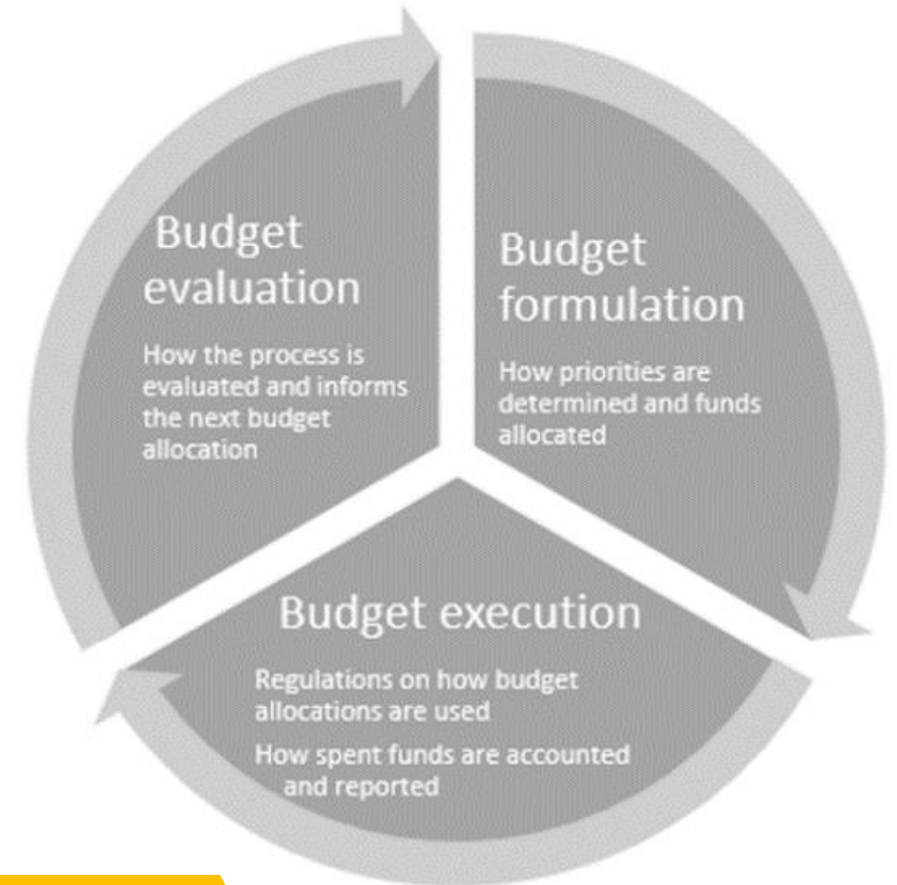 Budget
evaluation
How the process is
evaluated and informs
the next budget
allocation
Budget
formulation
How priorities are
determined and funds
allocated
Budget execution
Regulations on how budget
allocations are used
How spent funds are accounted
and reported